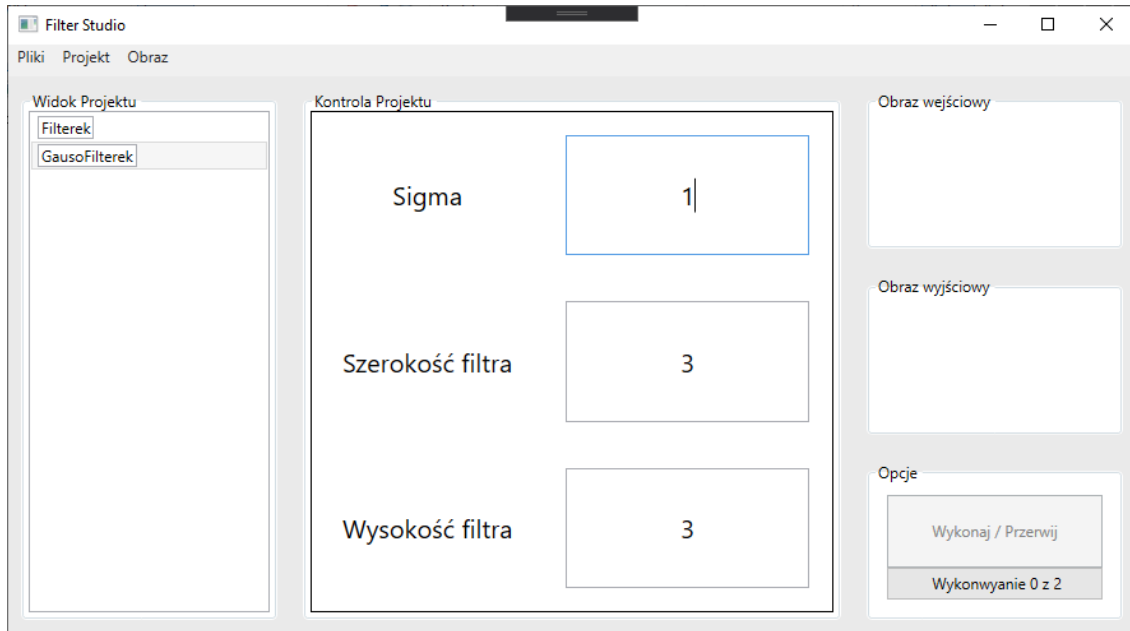 Filter Studio
Pliki Projekt Obraz
Widok Projektu
Filterek
GausoFilterek
Kontrola Projektu
Sigma 1
Szerokość filtra 3
Wysokość filtra 3
Obraz wejściowy
Obraz wyjściowy
Opcje
Wykonaj / Przerwij
Wykonwyanie 0 z 2